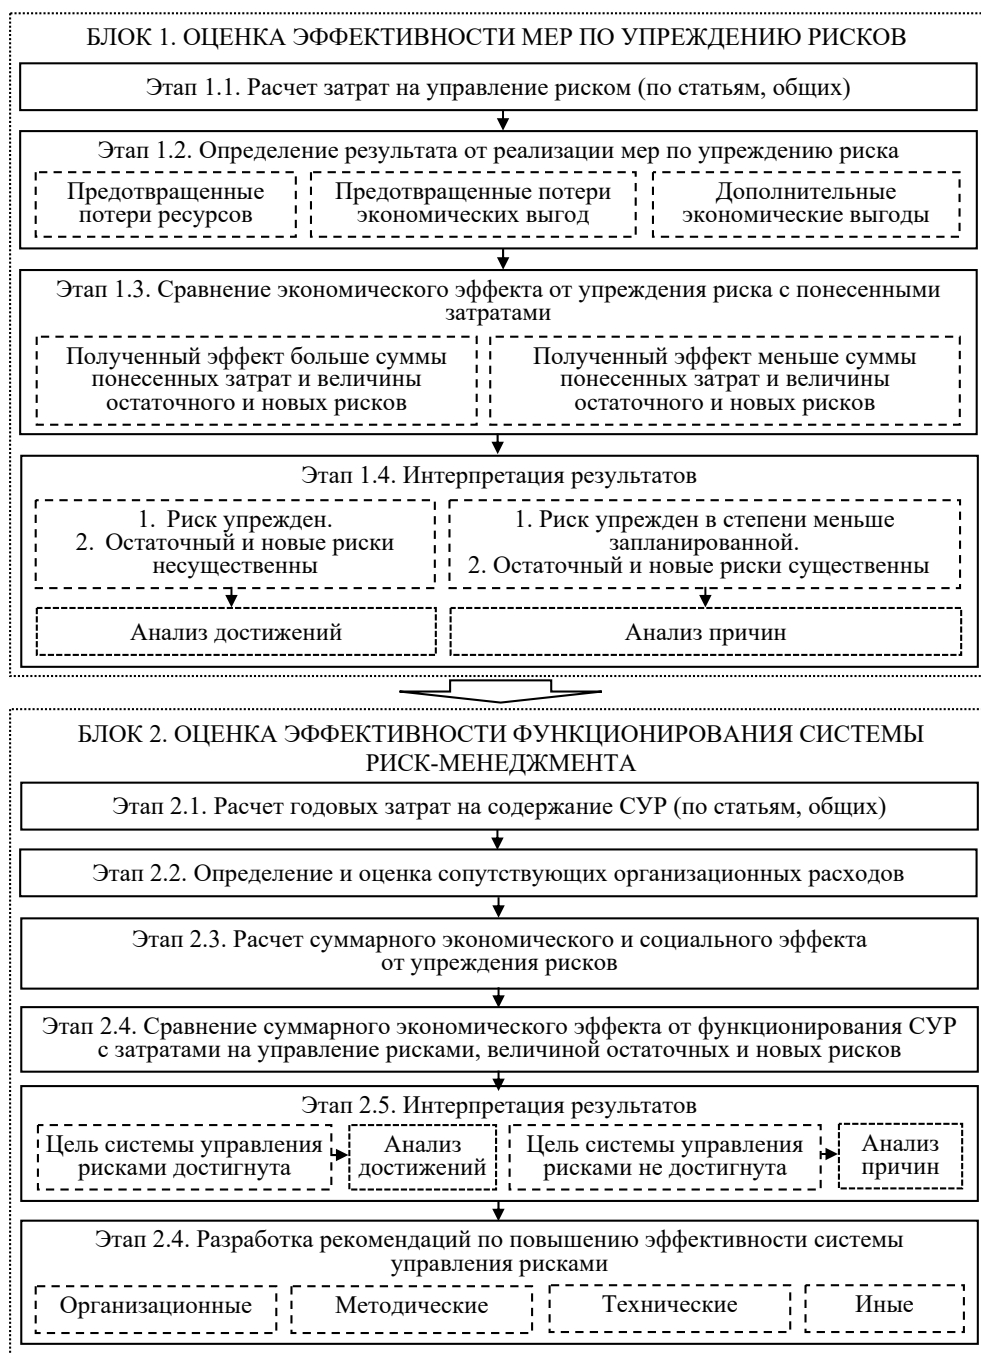 БЛОК 1. ОЦЕНКА ЭФФЕКТИВНОСТИ МЕР ПО УПРЕЖДЕНИЮ РИСКОВ
Этап 1.1. Расчет затрат на управление риском (по статьям, общих)
Этап 1.2. Определение результата от реализации мер по упреждению риска
Предотвращенные
потери ресурсов
Предотвращенные потери
экономических выгод
Дополнительные
экономические выгоды
Этап 1.3. Сравнение экономического эффекта от упреждения риска с понесенными
затратами
Полученный эффект больше суммы
понесенных затрат и величины
остаточного и новых рисков
Полученный эффект меньше суммы
понесенных затрат и величины
остаточного и новых рисков
Этап 1.4. Интерпретация результатов
1. Риск упрежден.
2. Остаточный и новые риски
несущественны
1. Риск упрежден в степени меньше
запланированной.
2. Остаточный и новые риски существенны
Анализ достижений
Анализ причин
БЛОК 2. ОЦЕНКА ЭФФЕКТИВНОСТИ ФУНКЦИОНИРОВАНИЯ СИСТЕМЫ
РИСК-МЕНЕДЖМЕНТА
Этап 2.1. Расчет годовых затрат на содержание СУР (по статьям, общих)
Этап 2.2. Определение и оценка сопутствующих организационных расходов
Этап 2.3. Расчет суммарного экономического и социального эффекта
от упреждения рисков
Этап 2.4. Сравнение суммарного экономического эффекта от функционирования СУР
с затратами на управление рисками, величиной остаточных и новых рисков
Этап 2.5. Интерпретация результатов
Цель системы управления
рисками достигнута
Анализ
достижений
Цель системы управления
рисками не достигнута
Анализ
причин
Этап 2.4. Разработка рекомендаций по повышению эффективности системы
управления рисками
Организационные
Методические
Технические
Иные